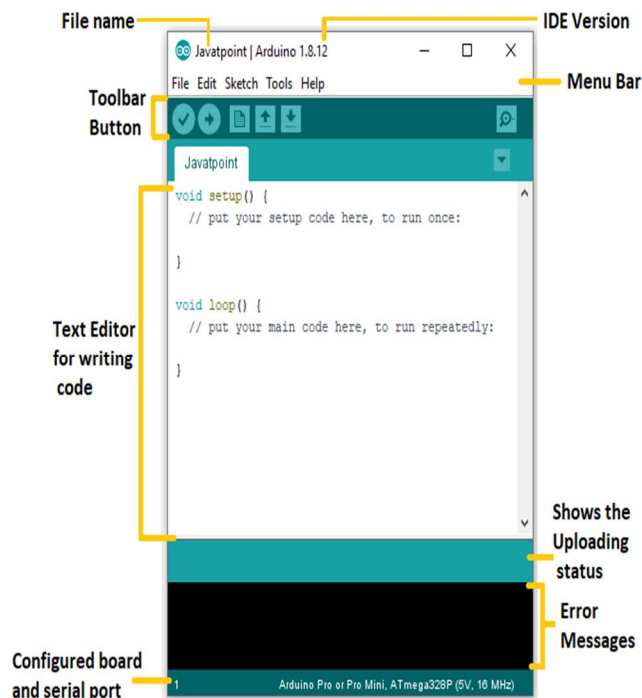 File name
IDE Version
Javatpoint | Arduino 1.8.12
File Edit Sketch Tools Help
Menu Bar
Toolbar
Button
Javatpoint
void setup() {
// put your setup code here, to run once:
}
void loop() {
// put your main code here, to run repeatedly:
}
Text Editor
for writing
code
Shows the
Uploading
status
Error
Messages
Configured board
and serial port
1
Arduino Pro or Pro Mini, ATmega328P (5V, 16 MHz)